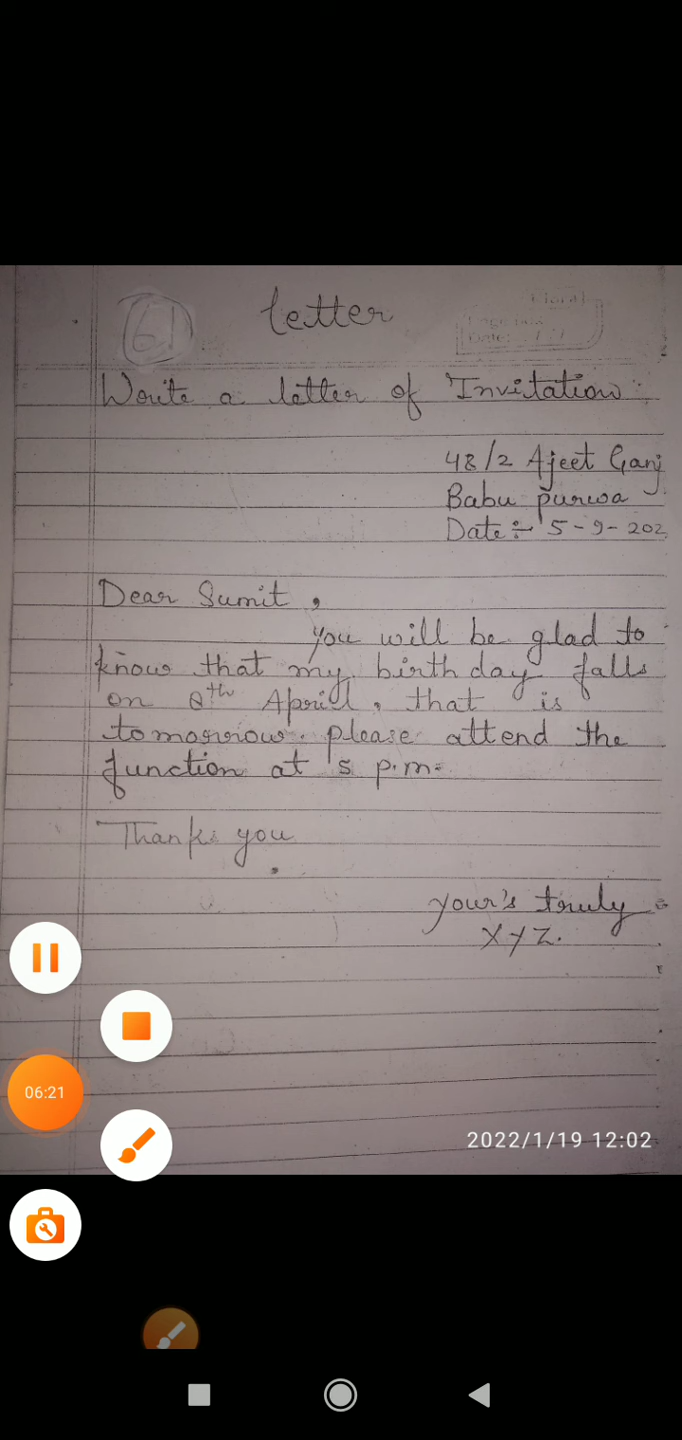 61
letter
Write a letter of Invitation:
48/2 Ajeet Ganj
Babu purwa
Date:- 5-9-202
Dear Sumit,
you will be glad to
know that my birth day falls
on 8th April, that is
tomorrow. please attend the
function at 5 p.m.
Thanks you.
your's truly
XYZ.
06:21
2022/1/19 12:02